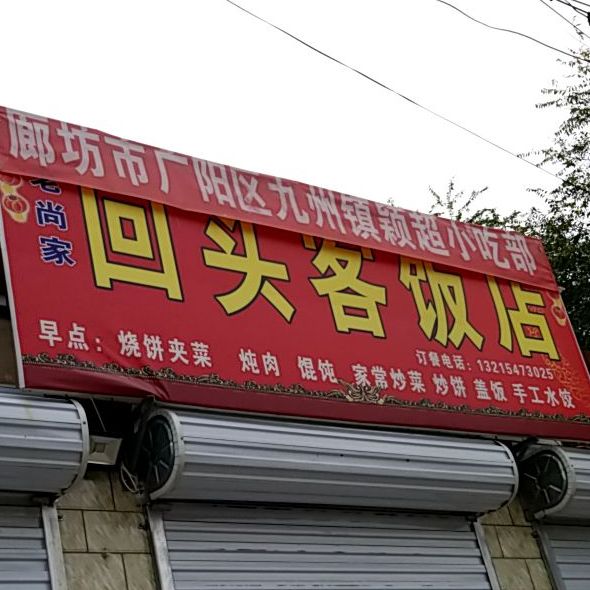 廊坊市广阳区九州镇颖超小吃部
老尚家
回头客饭店
订餐电话：13215473025
早点：烧饼夹菜 炖肉 馄饨 家常炒菜 炒饼 盖饭 手工水饺